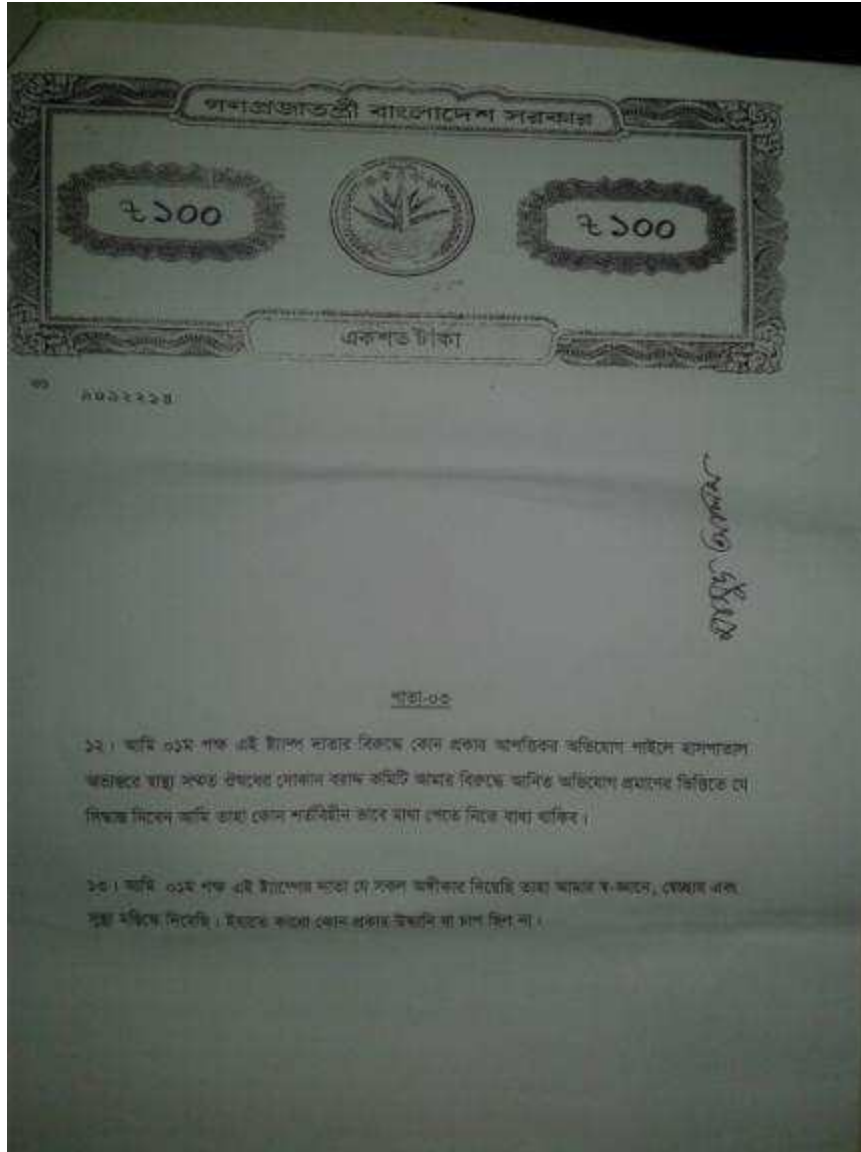 গণপ্রজাতন্ত্রী বাংলাদেশ সরকার
৳ ১০০
৳ ১০০
একশত টাকা
পাতা-০৩
১২। আমি ০১ম পক্ষ এই ষ্ট্যাম্প দাতার বিরুদ্ধে কোন প্রকার আপত্তিকর অভিযোগ পাইলে হাসপাতাল
অভ্যন্তরে স্বাস্থ্য সম্মত ঔষধের দোকান বরাদ্দ কমিটি আমার বিরুদ্ধে আনিত অভিযোগ প্রমাণের ভিত্তিতে যে
সিদ্ধান্ত নিবেন আমি তাহা কোন শর্তবিহীন ভাবে মাথা পেতে নিতে বাধ্য থাকিব।
১৩। আমি ০১ম পক্ষ এই ষ্ট্যাম্পের দাতা যে সকল অঙ্গীকার দিয়েছি তাহা আমার স্ব-জ্ঞানে, স্বেচ্ছায় এবং
সুস্থ মস্তিষ্কে দিয়েছি। ইহাতে কারো কোন প্রকার উস্কানি বা চাপ ছিল না।